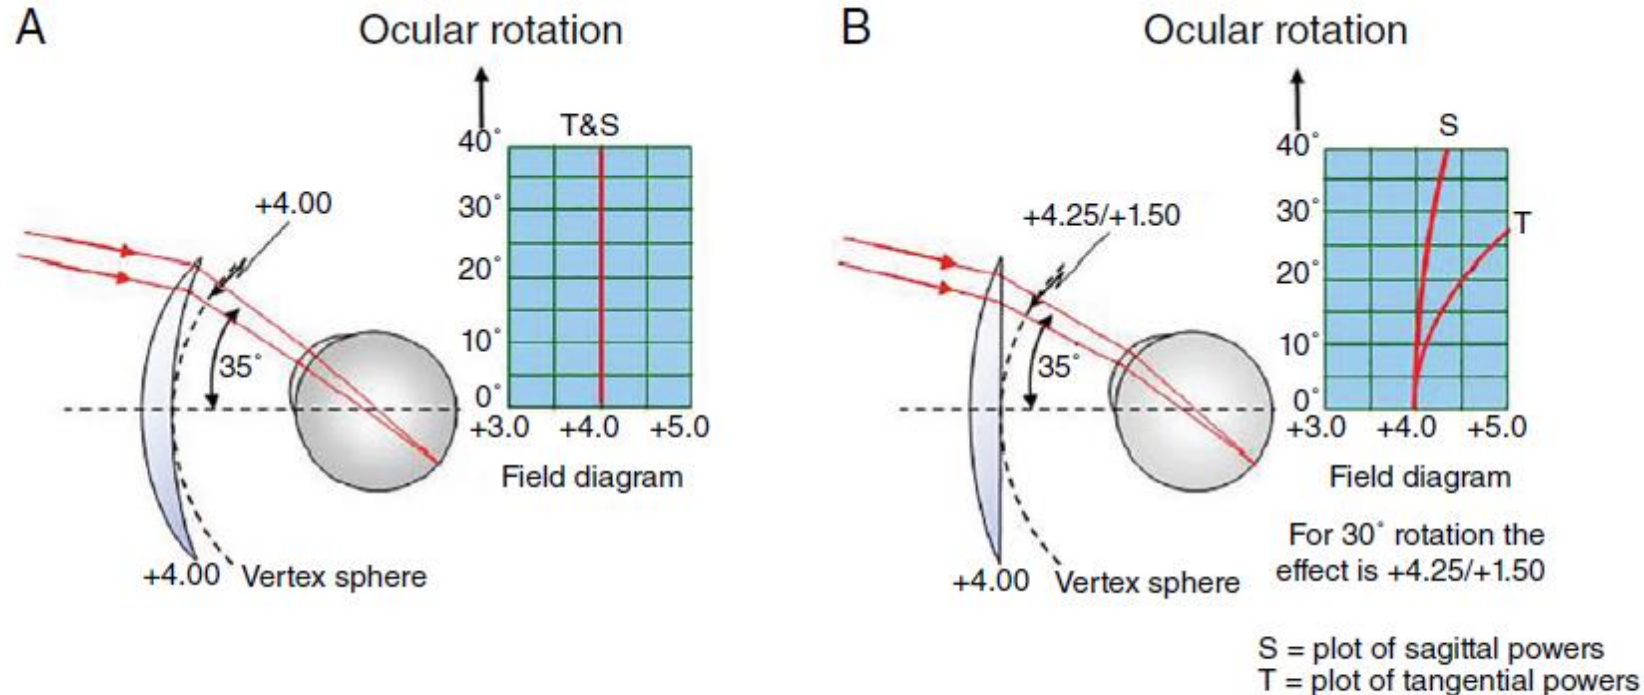 A
Ocular rotation
T&S
40°
30°
20°
10°
0°
+3.0 +4.0 +5.0
Field diagram
+4.00
35°
+4.00
Vertex sphere
B
Ocular rotation
S
T
40°
30°
20°
10°
0°
+3.0 +4.0 +5.0
Field diagram
+4.25/+1.50
35°
+4.00
Vertex sphere
For 30° rotation the
effect is +4.25/+1.50
S = plot of sagittal powers
T = plot of tangential powers